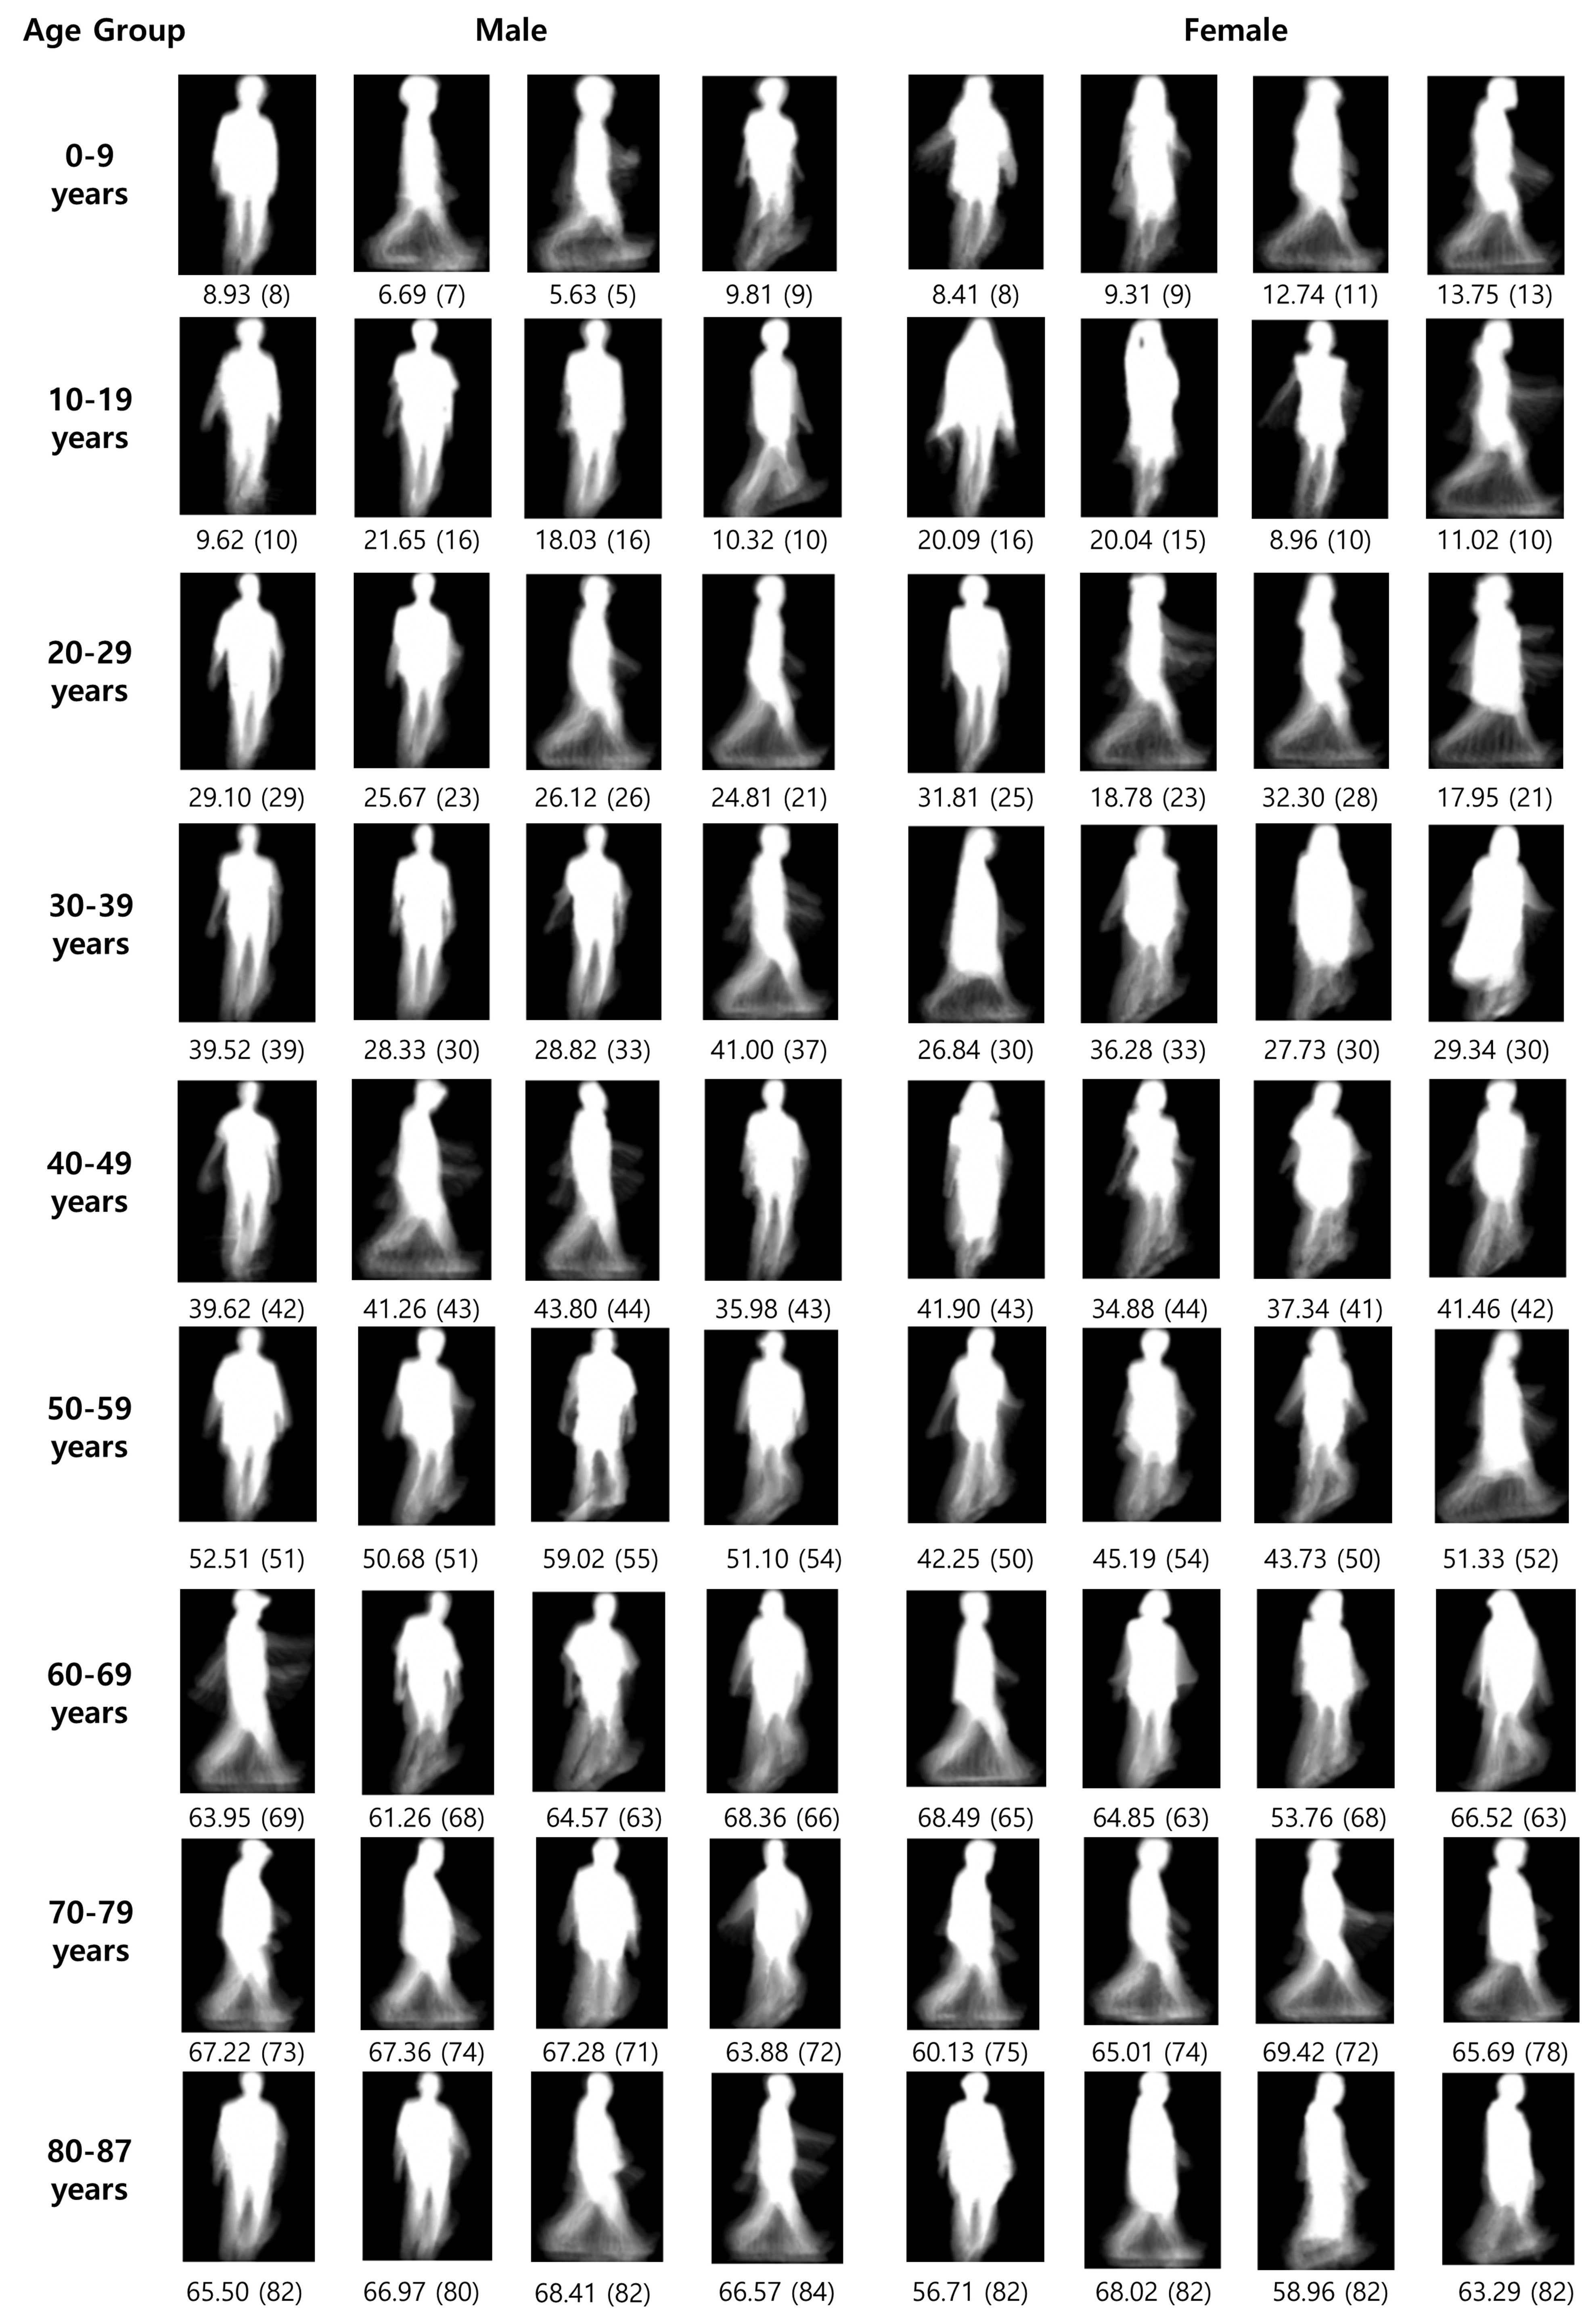 Age Group Male Female
0-9
years
8.93 (8) 6.69 (7) 5.63 (5) 9.81 (9) 8.41 (8) 9.31 (9) 12.74 (11) 13.75 (13)
10-19
years
9.62 (10) 21.65 (16) 18.03 (16) 10.32 (10) 20.09 (16) 20.04 (15) 8.96 (10) 11.02 (10)
20-29
years
29.10 (29) 25.67 (23) 26.12 (26) 24.81 (21) 31.81 (25) 18.78 (23) 32.30 (28) 17.95 (21)
30-39
years
39.52 (39) 28.33 (30) 28.82 (33) 41.00 (37) 26.84 (30) 36.28 (33) 27.73 (30) 29.34 (30)
40-49
years
39.62 (42) 41.26 (43) 43.80 (44) 35.98 (43) 41.90 (43) 34.88 (44) 37.34 (41) 41.46 (42)
50-59
years
52.51 (51) 50.68 (51) 59.02 (55) 51.10 (54) 42.25 (50) 45.19 (54) 43.73 (50) 51.33 (52)
60-69
years
63.95 (69) 61.26 (68) 64.57 (63) 68.36 (66) 68.49 (65) 64.85 (63) 53.76 (68) 66.52 (63)
70-79
years
67.22 (73) 67.36 (74) 67.28 (71) 63.88 (72) 60.13 (75) 65.01 (74) 69.42 (72) 65.69 (78)
80-87
years
65.50 (82) 66.97 (80) 68.41 (82) 66.57 (84) 56.71 (82) 68.02 (82) 58.96 (82) 63.29 (82)